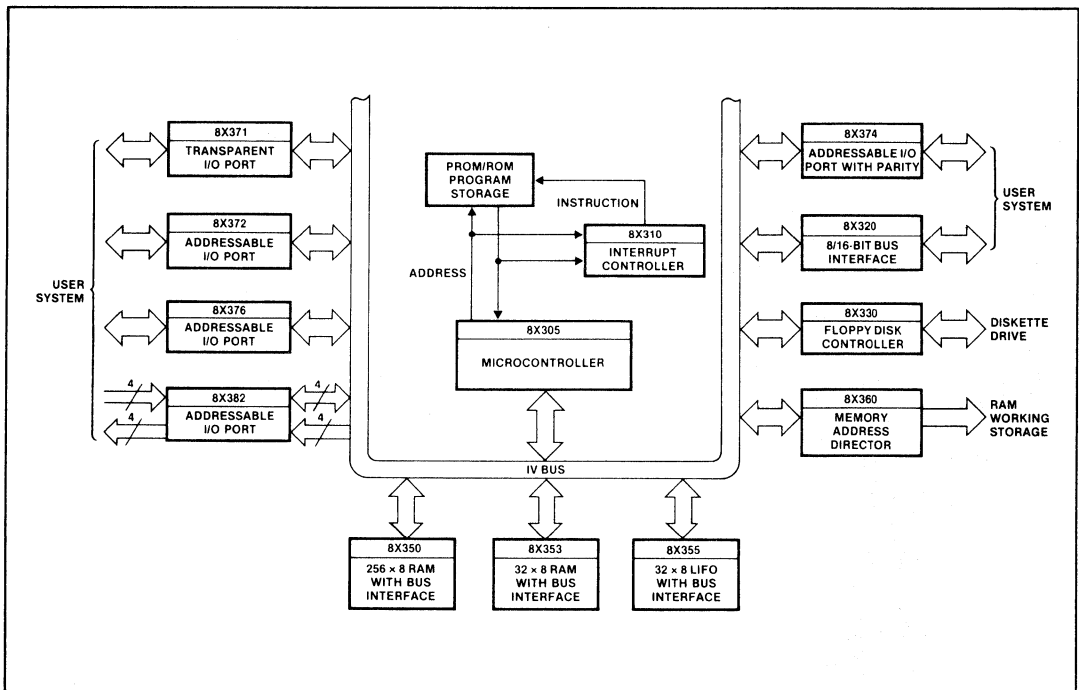 8X371
TRANSPARENT
I/O PORT
8X372
ADDRESSABLE
I/O PORT
USER
SYSTEM
8X376
ADDRESSABLE
I/O PORT
4
4
8X382
ADDRESSABLE
I/O PORT
4
4
PROM/ROM
PROGRAM
STORAGE
INSTRUCTION
8X310
INTERRUPT
CONTROLLER
ADDRESS
8X305
MICROCONTROLLER
IV BUS
8X374
ADDRESSABLE I/O
PORT WITH PARITY
USER
SYSTEM
8X320
8/16-BIT BUS
INTERFACE
8X330
FLOPPY DISK
CONTROLLER
DISKETTE
DRIVE
8X360
MEMORY
ADDRESS
DIRECTOR
RAM
WORKING
STORAGE
8X350
256 × 8 RAM
WITH BUS
INTERFACE
8X353
32 × 8 RAM
WITH BUS
INTERFACE
8X355
32 × 8 LIFO
WITH BUS
INTERFACE